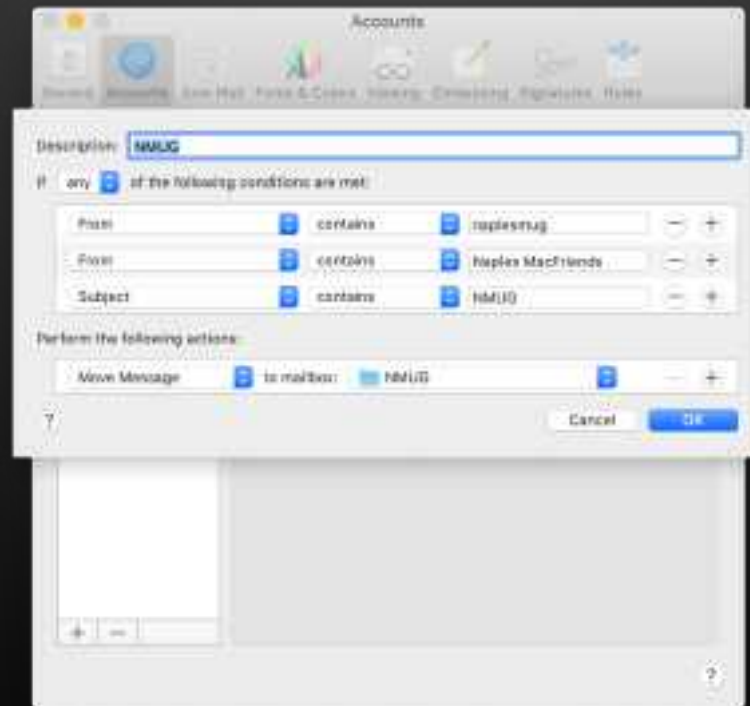 Accounts
General Accounts Junk Mail Fonts & Colors Viewing Composing Signatures Rules
Description: NMUG
If any of the following conditions are met:
From contains naplesmug
From contains Naples MacFriends
Subject contains NMUG
Perform the following actions:
Move Message to mailbox: NMUG
? Cancel OK
+ −
?